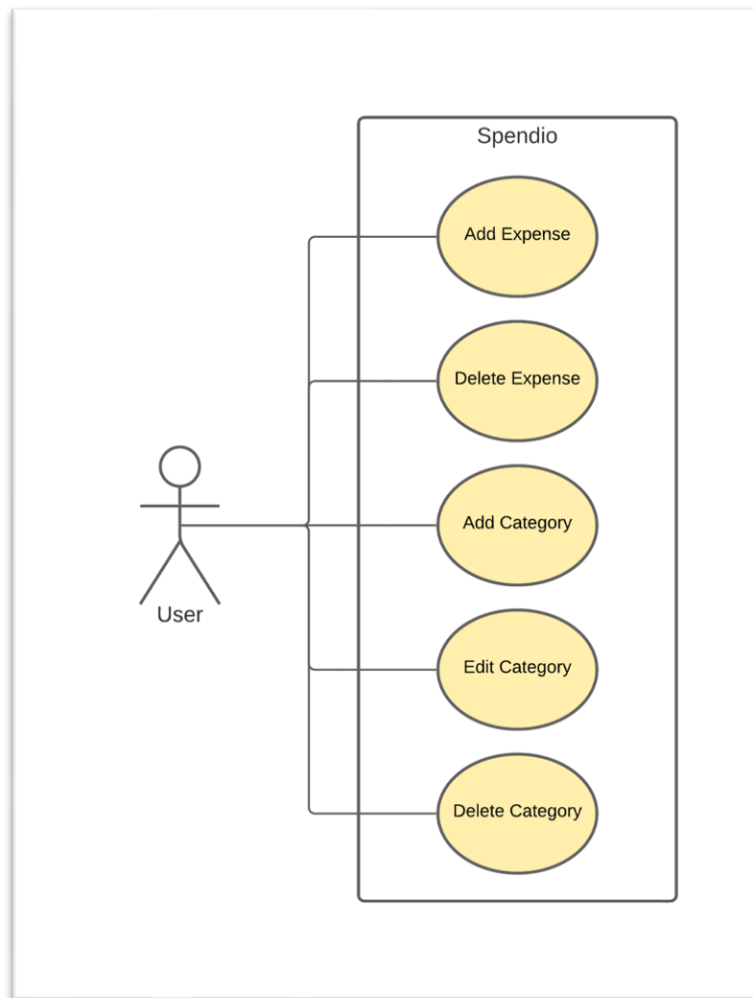 Spendio
Add Expense
Delete Expense
Add Category
User
Edit Category
Delete Category